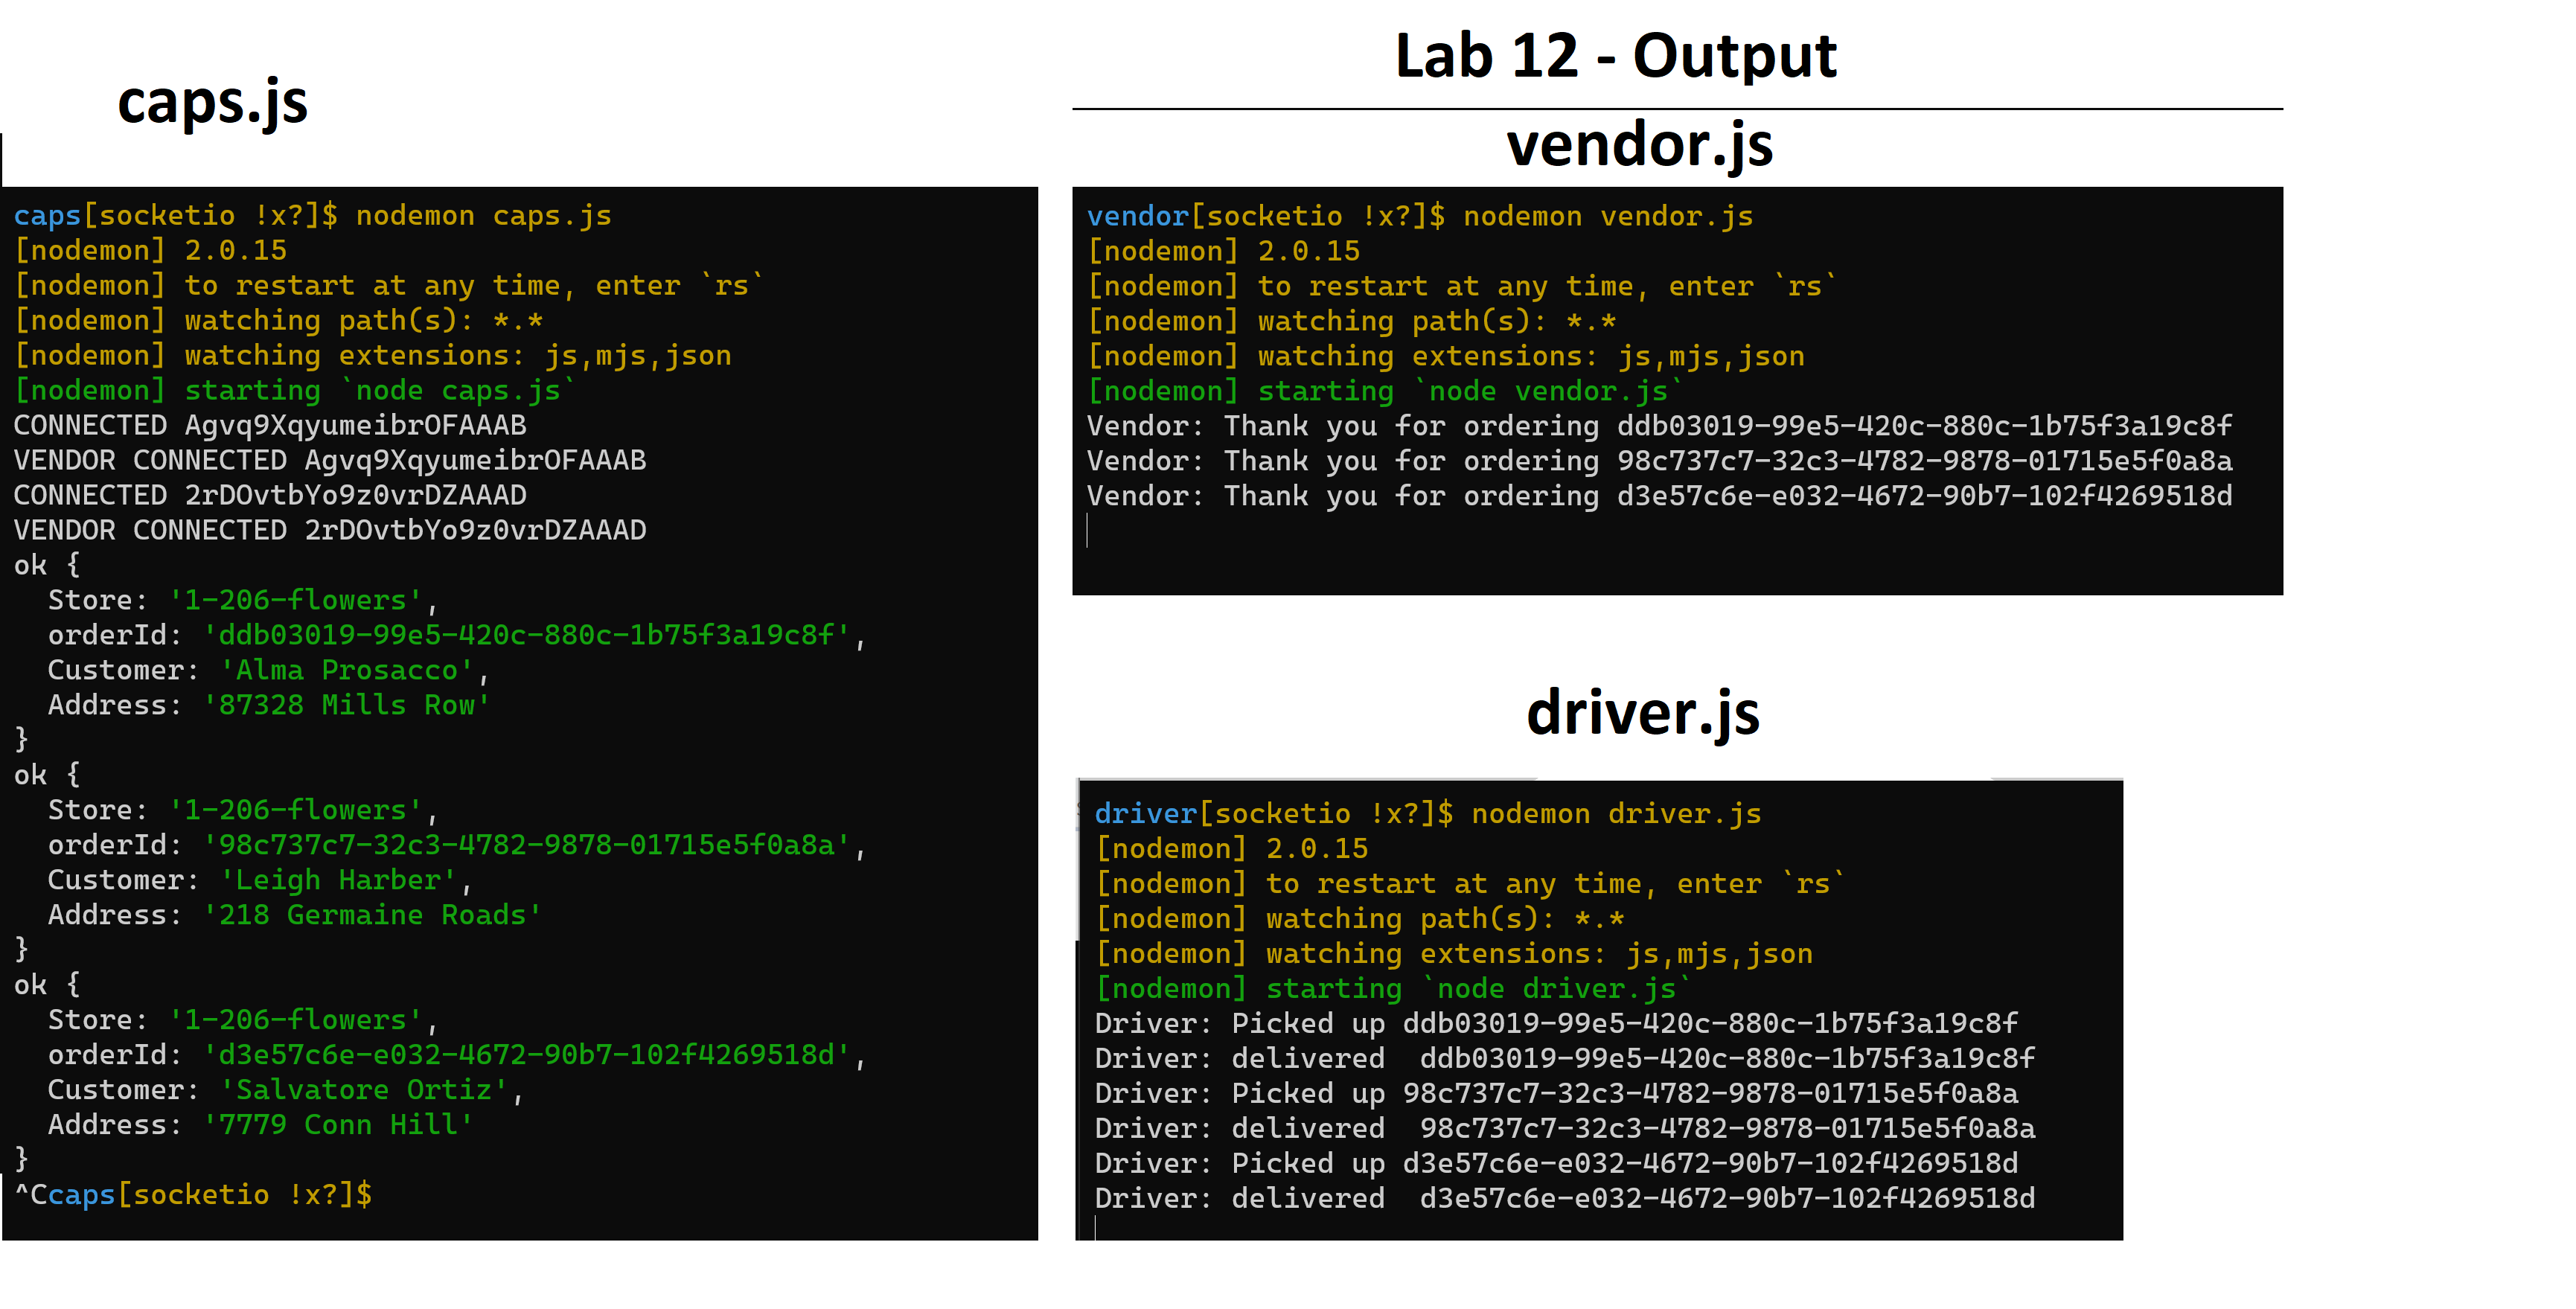 Lab 12 - Output
caps.js
caps[socketio !x?]$ nodemon caps.js
[nodemon] 2.0.15
[nodemon] to restart at any time, enter `rs`
[nodemon] watching path(s): *.*
[nodemon] watching extensions: js,mjs,json
[nodemon] starting `node caps.js`
CONNECTED Agvq9XqyumeibrOFAAAB
VENDOR CONNECTED Agvq9XqyumeibrOFAAAB
CONNECTED 2rDOvtbYo9z0vrDZAAAD
VENDOR CONNECTED 2rDOvtbYo9z0vrDZAAAD
ok {
  Store: '1-206-flowers',
  orderId: 'ddb03019-99e5-420c-880c-1b75f3a19c8f',
  Customer: 'Alma Prosacco',
  Address: '87328 Mills Row'
}
ok {
  Store: '1-206-flowers',
  orderId: '98c737c7-32c3-4782-9878-01715e5f0a8a',
  Customer: 'Leigh Harber',
  Address: '218 Germaine Roads'
}
ok {
  Store: '1-206-flowers',
  orderId: 'd3e57c6e-e032-4672-90b7-102f4269518d',
  Customer: 'Salvatore Ortiz',
  Address: '7779 Conn Hill'
}
^Ccaps[socketio !x?]$
vendor.js
vendor[socketio !x?]$ nodemon vendor.js
[nodemon] 2.0.15
[nodemon] to restart at any time, enter `rs`
[nodemon] watching path(s): *.*
[nodemon] watching extensions: js,mjs,json
[nodemon] starting `node vendor.js`
Vendor: Thank you for ordering ddb03019-99e5-420c-880c-1b75f3a19c8f
Vendor: Thank you for ordering 98c737c7-32c3-4782-9878-01715e5f0a8a
Vendor: Thank you for ordering d3e57c6e-e032-4672-90b7-102f4269518d
driver.js
driver[socketio !x?]$ nodemon driver.js
[nodemon] 2.0.15
[nodemon] to restart at any time, enter `rs`
[nodemon] watching path(s): *.*
[nodemon] watching extensions: js,mjs,json
[nodemon] starting `node driver.js`
Driver: Picked up ddb03019-99e5-420c-880c-1b75f3a19c8f
Driver: delivered  ddb03019-99e5-420c-880c-1b75f3a19c8f
Driver: Picked up 98c737c7-32c3-4782-9878-01715e5f0a8a
Driver: delivered  98c737c7-32c3-4782-9878-01715e5f0a8a
Driver: Picked up d3e57c6e-e032-4672-90b7-102f4269518d
Driver: delivered  d3e57c6e-e032-4672-90b7-102f4269518d